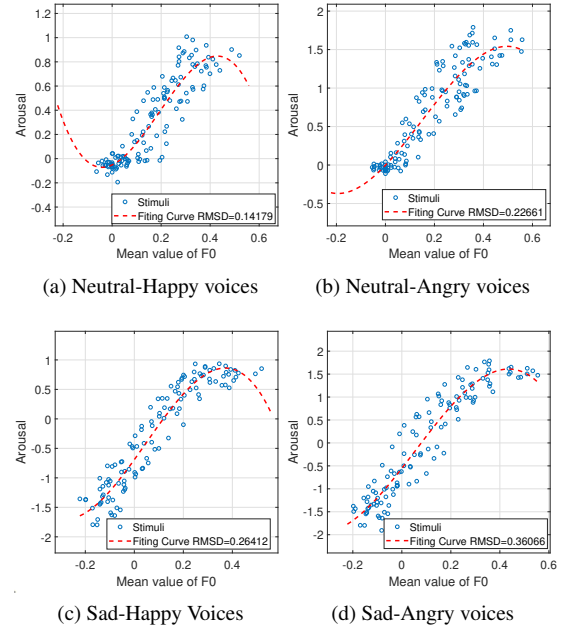 1
0.8
0.6
0.4
0.2
0
-0.2
-0.4
Arousal
-0.2 0 0.2 0.4 0.6
Mean value of F0
Stimuli
Fiting Curve RMSD=0.14179
(a) Neutral-Happy voices
2
1.5
1
0.5
0
-0.5
Arousal
-0.2 0 0.2 0.4 0.6
Mean value of F0
Stimuli
Fiting Curve RMSD=0.22661
(b) Neutral-Angry voices
1
0.5
0
-0.5
-1
-1.5
-2
Arousal
-0.2 0 0.2 0.4
Mean value of F0
Stimuli
Fiting Curve RMSD=0.26412
(c) Sad-Happy Voices
2
1.5
1
0.5
0
-0.5
-1
-1.5
-2
Arousal
-0.2 0 0.2 0.4 0.6
Mean value of F0
Stimuli
Fiting Curve RMSD=0.36066
(d) Sad-Angry voices